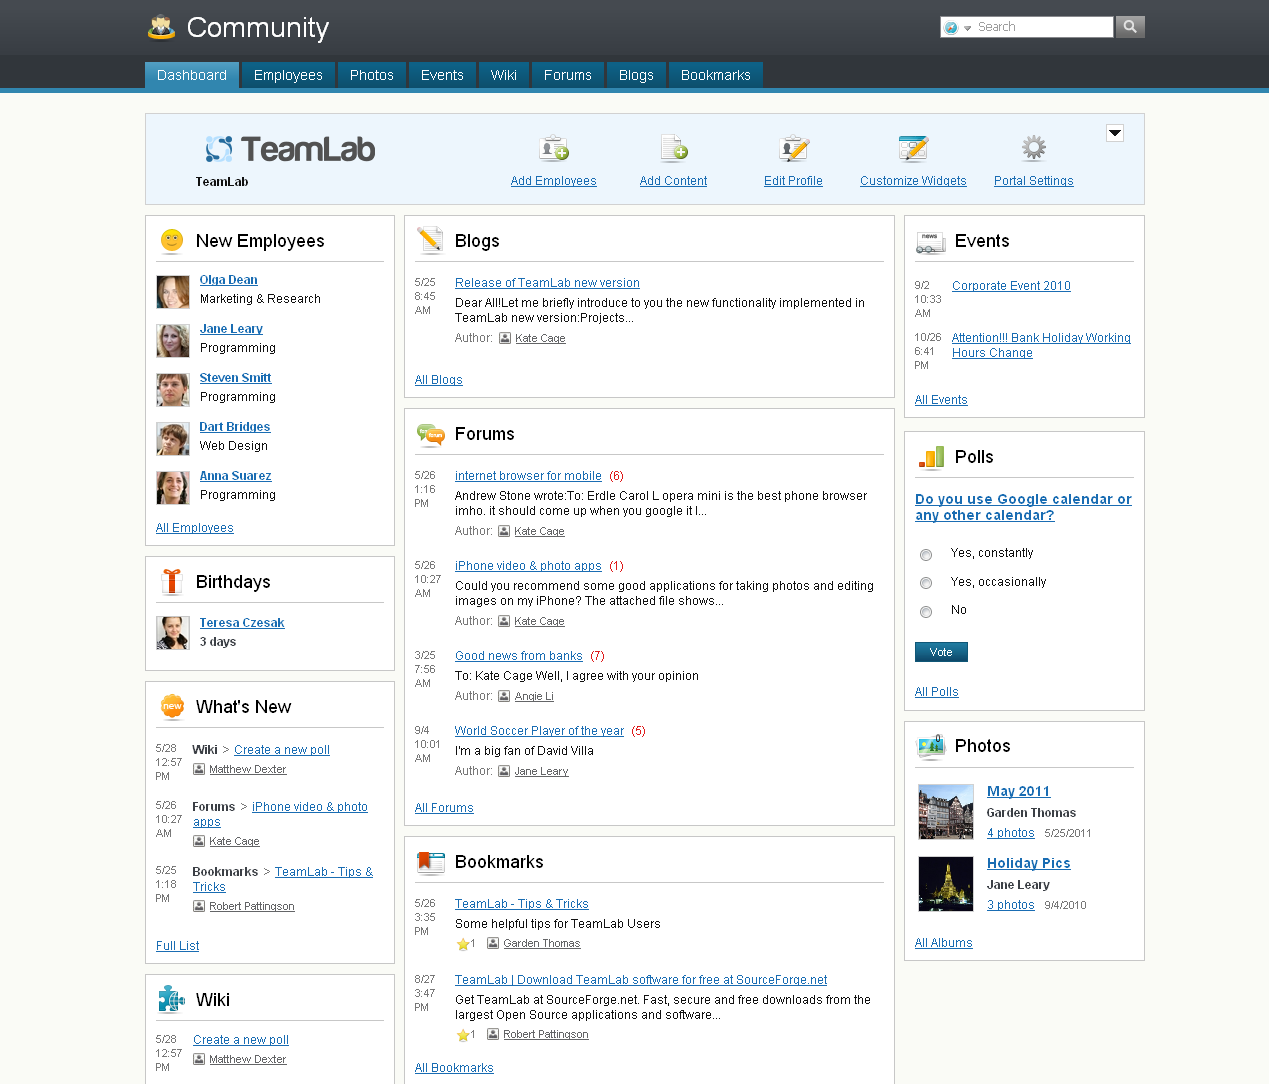 Community
Search
Dashboard
Employees
Photos
Events
Wiki
Forums
Blogs
Bookmarks
TeamLab
TeamLab
Add Employees
Add Content
Edit Profile
Customize Widgets
Portal Settings
New Employees
Olga Dean
Marketing & Research
Jane Leary
Programming
Steven Smitt
Programming
Dart Bridges
Web Design
Anna Suarez
Programming
All Employees
Birthdays
Teresa Czesak
3 days
What's New
5/28
12:57
PM
Wiki > Create a new poll
Matthew Dexter
5/26
10:27
AM
Forums > iPhone video & photo
apps
Kate Cage
5/25
1:18
PM
Bookmarks > TeamLab - Tips &
Tricks
Robert Pattingson
Full List
Wiki
5/28
12:57
PM
Create a new poll
Matthew Dexter
Blogs
5/25
8:45
AM
Release of TeamLab new version
Dear All!Let me briefly introduce to you the new functionality implemented in
TeamLab new version:Projects...
Author: Kate Cage
All Blogs
Forums
5/26
1:16
PM
internet browser for mobile (6)
Andrew Stone wrote:To: Erdle Carol L opera mini is the best phone browser
imho. it should come up when you google it I...
Author: Kate Cage
5/26
10:27
AM
iPhone video & photo apps (1)
Could you recommend some good applications for taking photos and editing
images on my iPhone? The attached file shows...
Author: Kate Cage
3/25
7:56
AM
Good news from banks (7)
To: Kate Cage Well, I agree with your opinion
Author: Angie Li
9/4
10:01
AM
World Soccer Player of the year (5)
I'm a big fan of David Villa
Author: Jane Leary
All Forums
Bookmarks
5/26
3:35
PM
TeamLab - Tips & Tricks
Some helpful tips for TeamLab Users
1 Garden Thomas
8/27
3:47
PM
TeamLab | Download TeamLab software for free at SourceForge.net
Get TeamLab at SourceForge.net. Fast, secure and free downloads from the
largest Open Source applications and software...
1 Robert Pattingson
All Bookmarks
news
Events
9/2
10:33
AM
Corporate Event 2010
10/26
6:41
PM
Attention!!! Bank Holiday Working
Hours Change
All Events
Polls
Do you use Google calendar or
any other calendar?
Yes, constantly
Yes, occasionally
No
Vote
All Polls
Photos
May 2011
Garden Thomas
4 photos 5/25/2011
Holiday Pics
Jane Leary
3 photos 9/4/2010
All Albums
new
forum